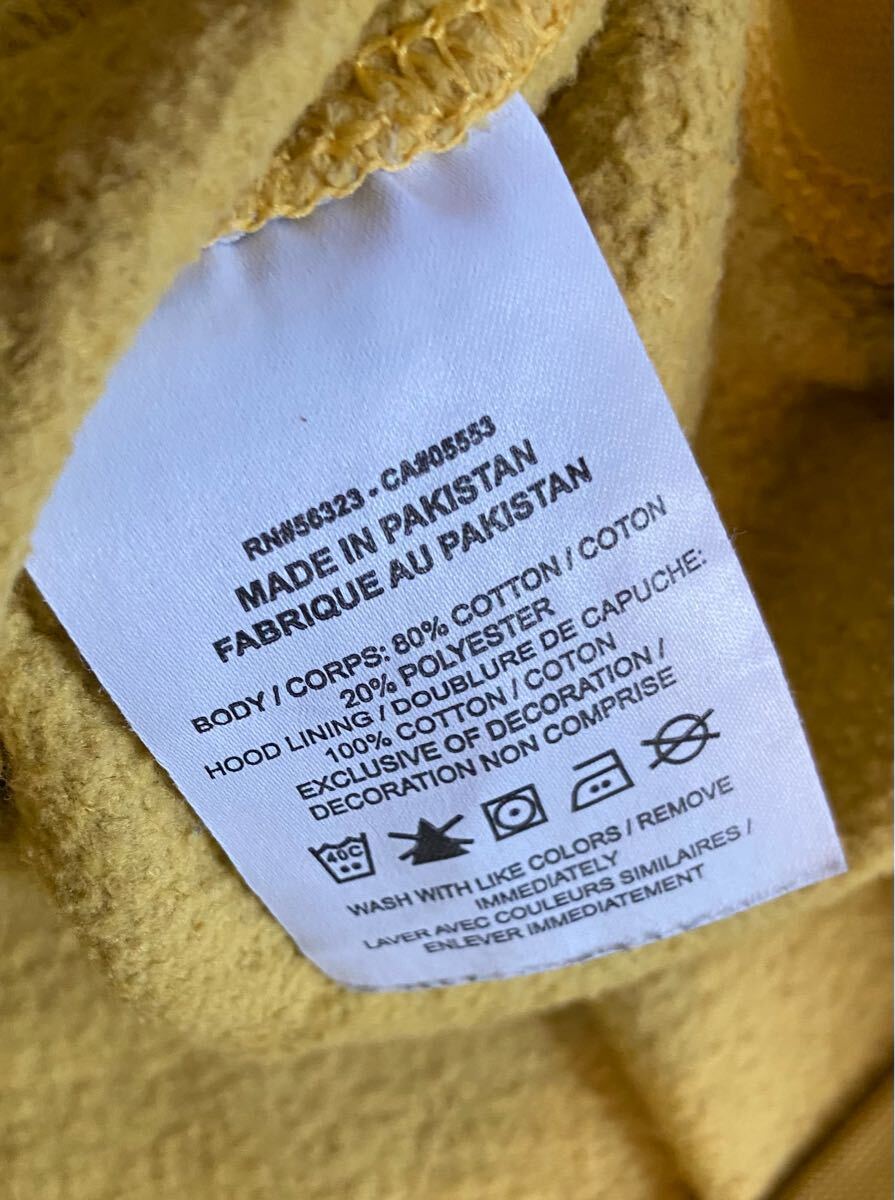 RN#56323 - CA#05553
MADE IN PAKISTAN
FABRIQUE AU PAKISTAN
BODY / CORPS: 80% COTTON / COTON
20% POLYESTER
HOOD LINING / DOUBLURE DE CAPUCHE:
100% COTTON / COTON
EXCLUSIVE OF DECORATION /
DECORATION NON COMPRISE
40C
WASH WITH LIKE COLORS / REMOVE
IMMEDIATELY
LAVER AVEC COULEURS SIMILAIRES /
ENLEVER IMMEDIATEMENT